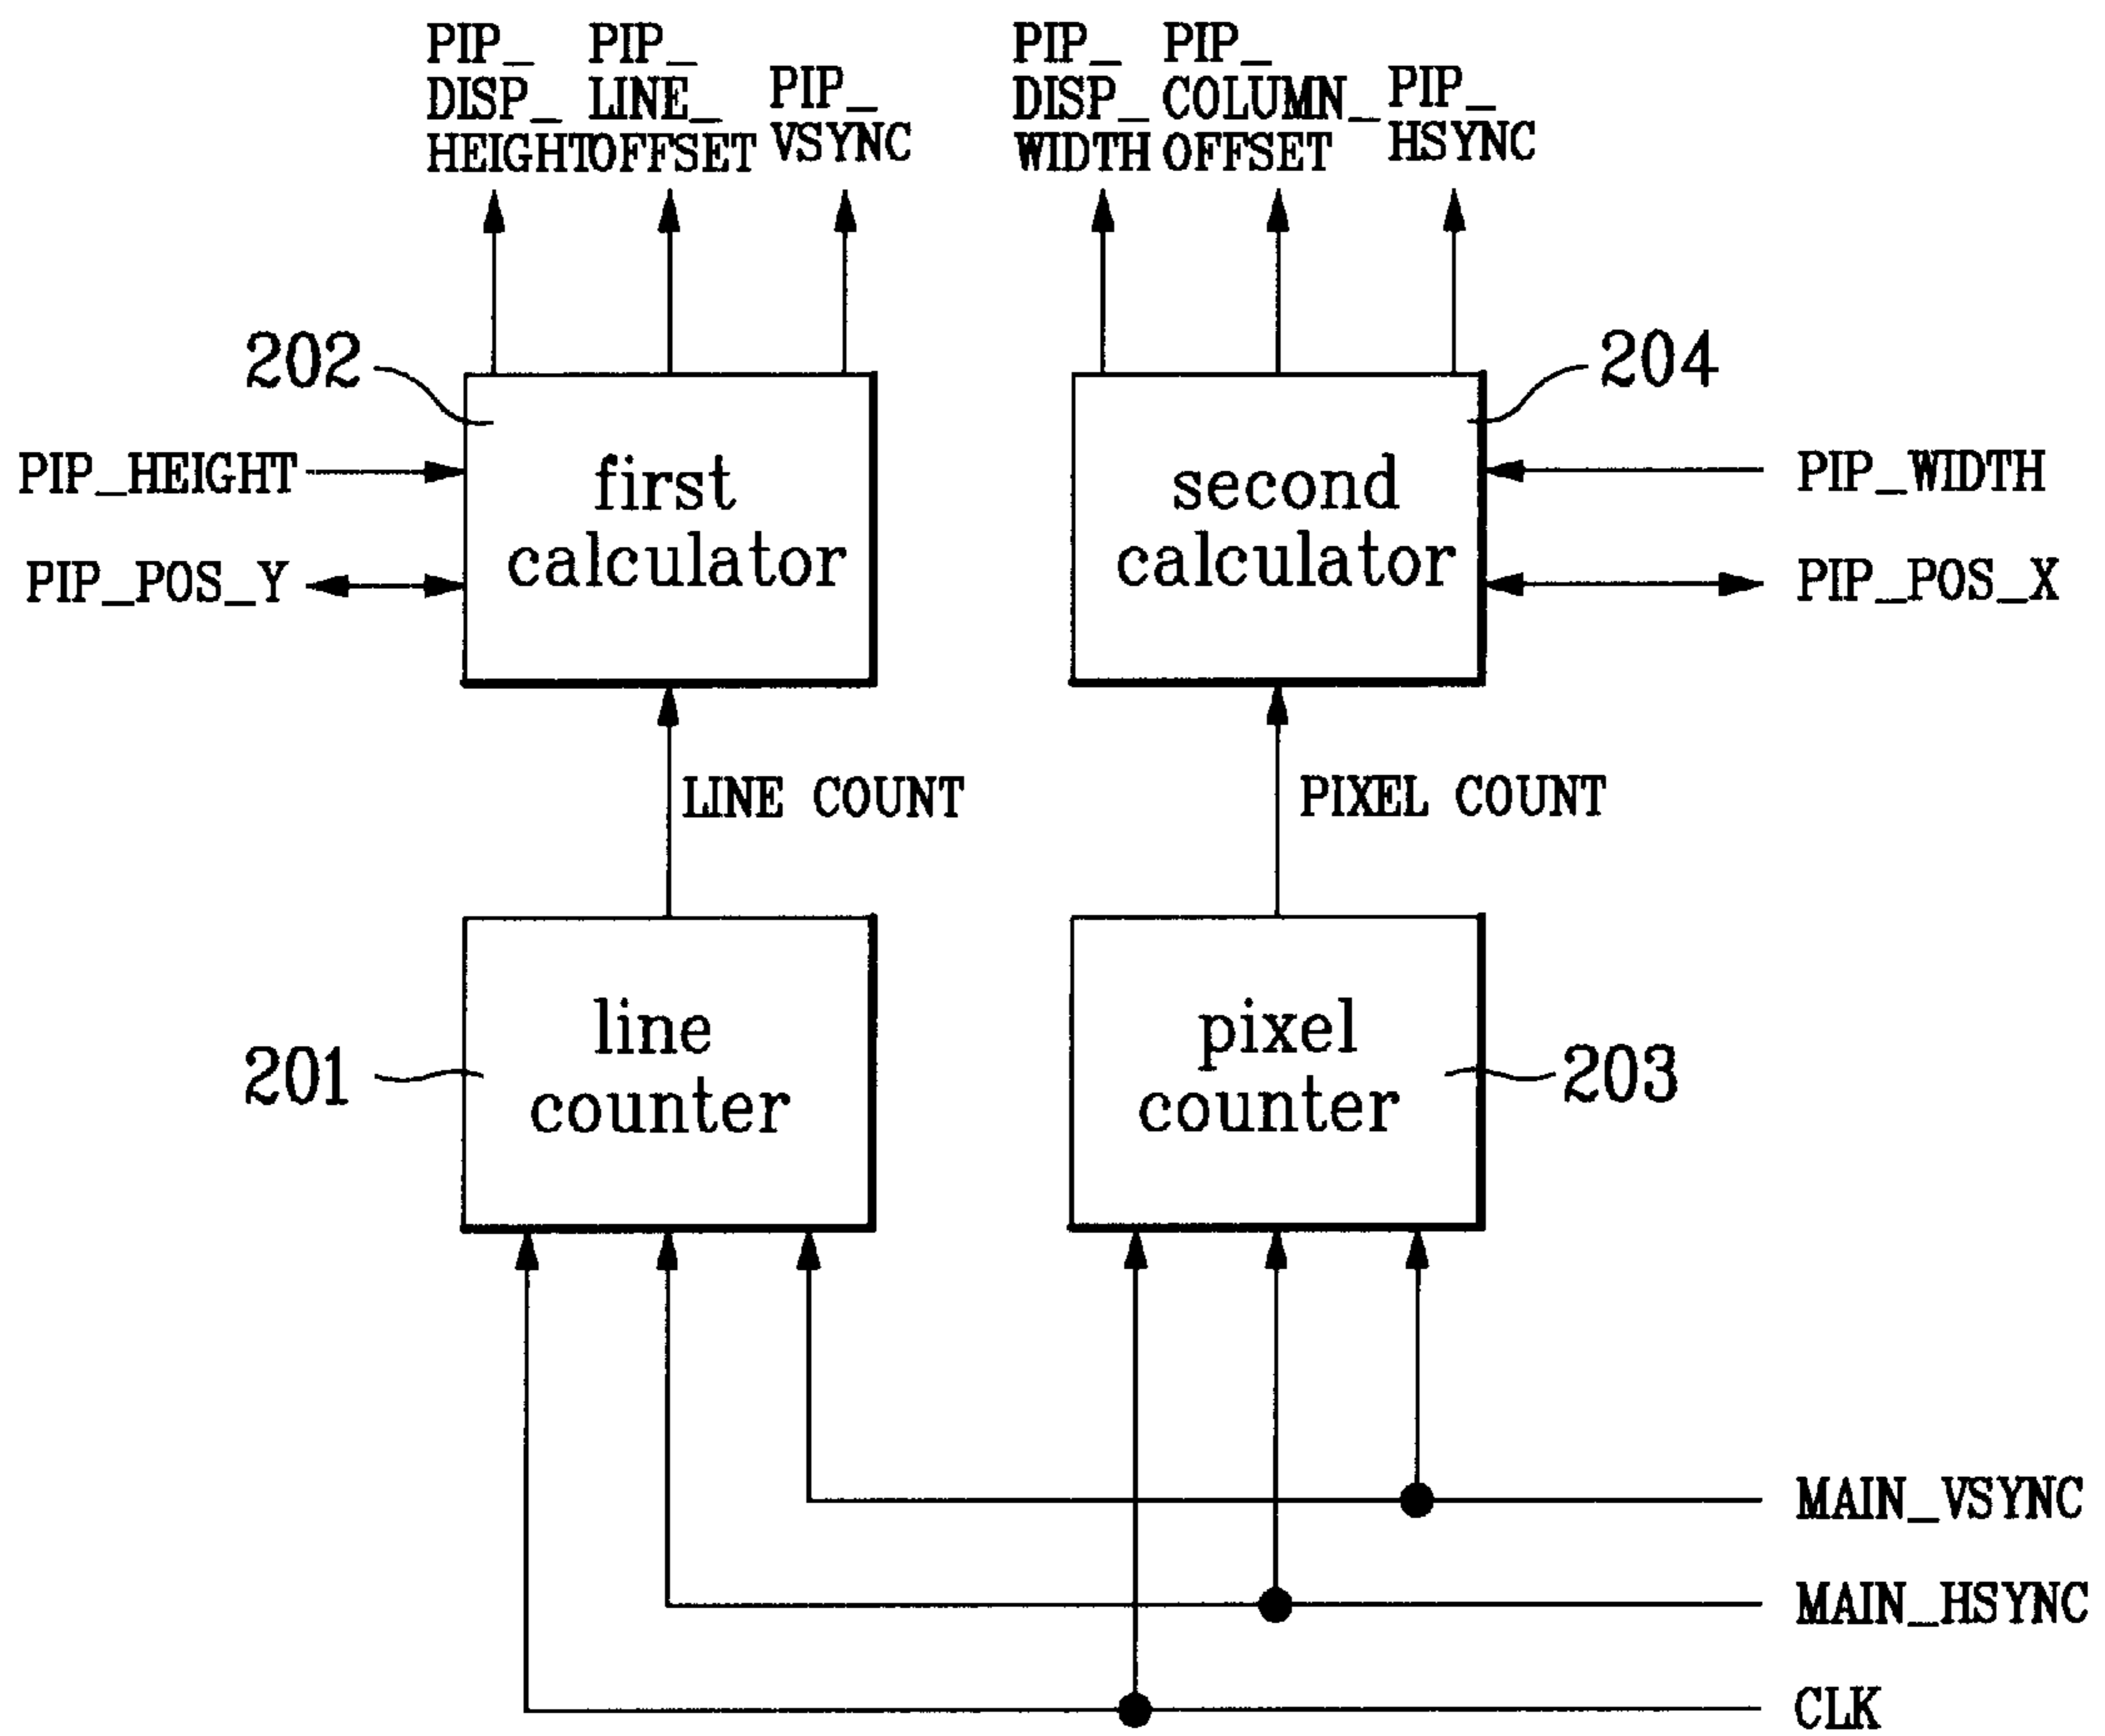 PIP_
DISP_
HEIGHT
PIP_
LINE_
OFFSET
PIP_
VSYNC
PIP_
DISP_
WIDTH
PIP_
COLUMN_
OFFSET
PIP_
HSYNC
202
204
PIP_HEIGHT
first
calculator
second
calculator
PIP_WIDTH
PIP_POS_Y
PIP_POS_X
LINE COUNT
PIXEL COUNT
line
counter
pixel
counter
201
203
MAIN_VSYNC
MAIN_HSYNC
CLK